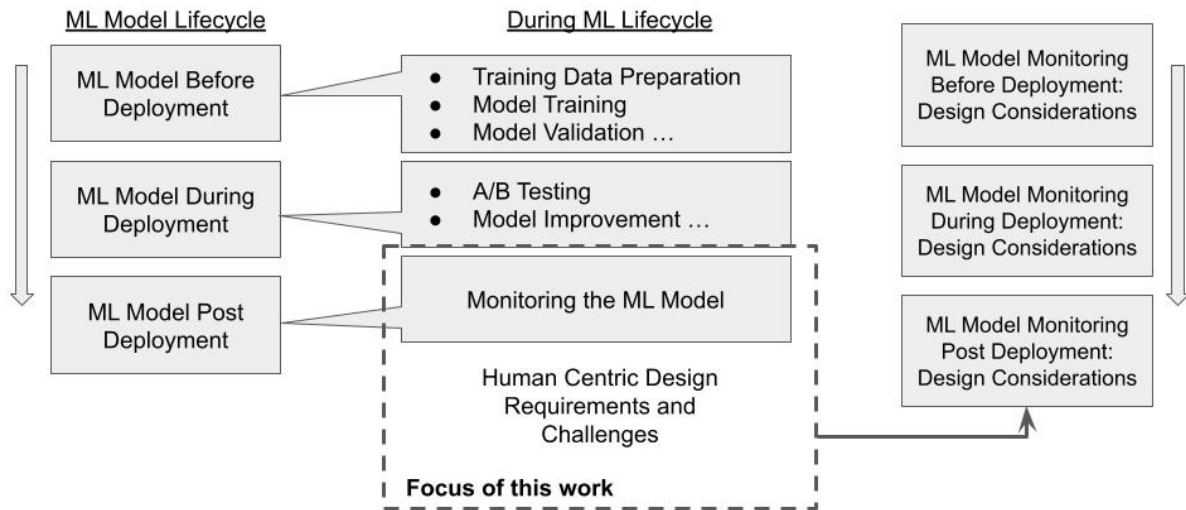 ML Model Lifecycle
ML Model Before
Deployment
ML Model During
Deployment
ML Model Post
Deployment
During ML Lifecycle
● Training Data Preparation
● Model Training
● Model Validation …
● A/B Testing
● Model Improvement …
Monitoring the ML Model
Human Centric Design
Requirements and
Challenges
Focus of this work
ML Model Monitoring
Before Deployment:
Design Considerations
ML Model Monitoring
During Deployment:
Design Considerations
ML Model Monitoring
Post Deployment:
Design Considerations